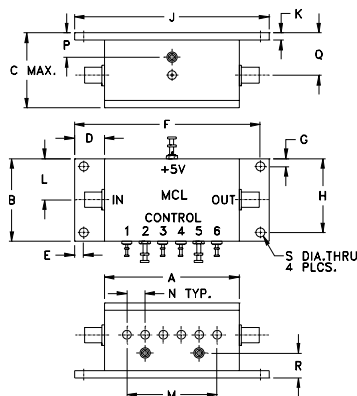 J
K
P
Q
C MAX.
F
D
G
L
B
+5V
IN
MCL
OUT
H
CONTROL
1 2 3 4 5 6
E
S DIA.THRU
4 PLCS.
A
N TYP.
R
M